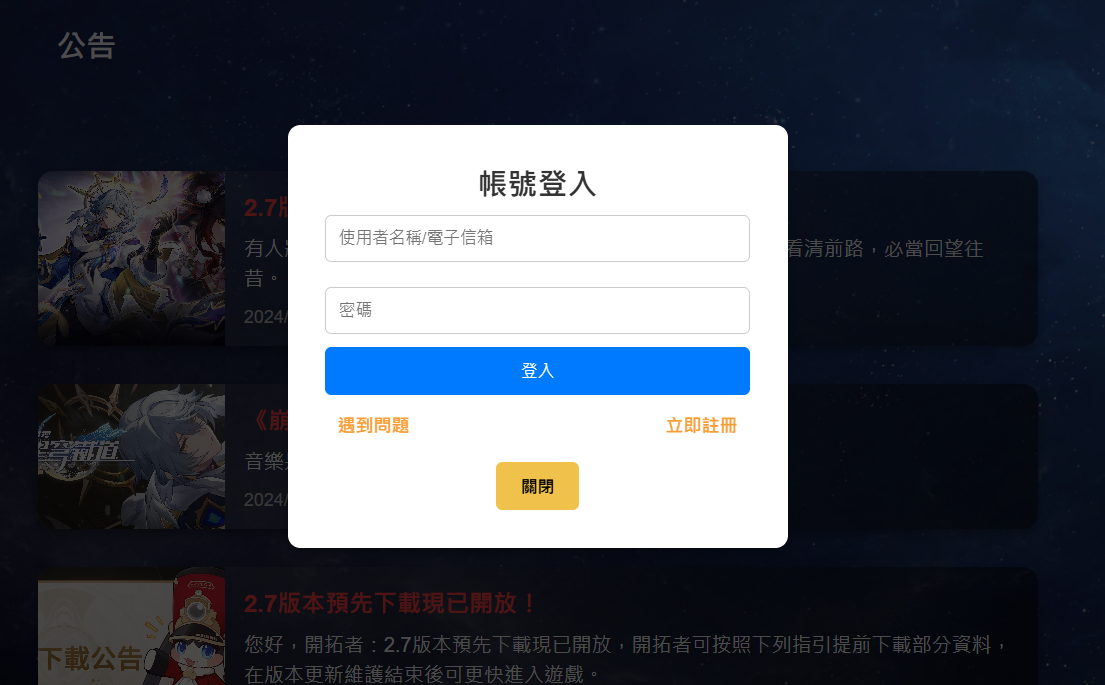 公告
帳號登入
使用者名稱/電子信箱
密碼
登入
遇到問題
立即註冊
關閉
2.7版
有人
看清前路，必當回望往
昔。
2024/
《崩
音樂
2024/
穹鐵道
2.7版本預先下載現已開放！
下載公告
您好，開拓者：2.7版本預先下載現已開放，開拓者可按照下列指引提前下載部分資料，
在版本更新維護結束後可更快進入遊戲。